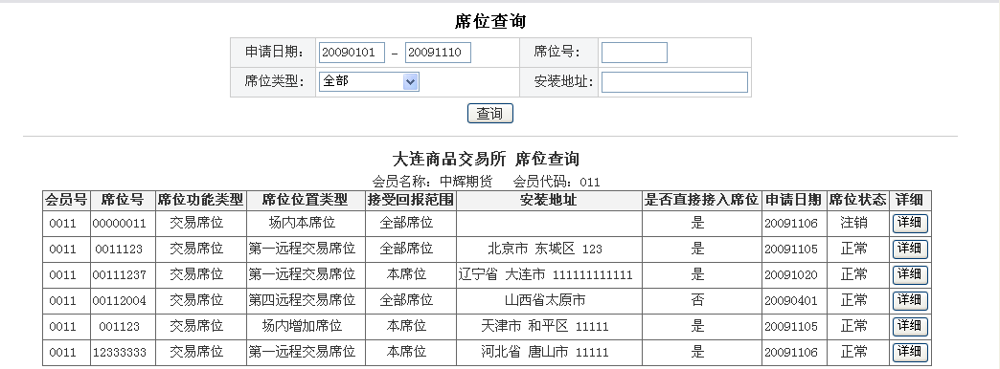 席位查询
申请日期: 20090101 - 20091110 席位号:
席位类型: 全部 安装地址:
查询
大连商品交易所 席位查询
会员名称: 中辉期货 会员代码: 011
会员号 席位号 席位功能类型 席位位置类型 接受回报范围 安装地址 是否直接接入席位 申请日期 席位状态 详细
0011 00000011 交易席位 场内本席位 全部席位 是 20091106 注销 详细
0011 0011123 交易席位 第一远程交易席位 全部席位 北京市 东城区 123 是 20091105 正常 详细
0011 00111237 交易席位 第一远程交易席位 本席位 辽宁省 大连市 111111111111 是 20091020 正常 详细
0011 00112004 交易席位 第四远程交易席位 全部席位 山西省太原市 否 20090401 正常 详细
0011 001123 交易席位 场内增加席位 本席位 天津市 和平区 11111 是 20091105 正常 详细
0011 12333333 交易席位 第一远程交易席位 本席位 河北省 唐山市 11111 是 20091106 正常 详细